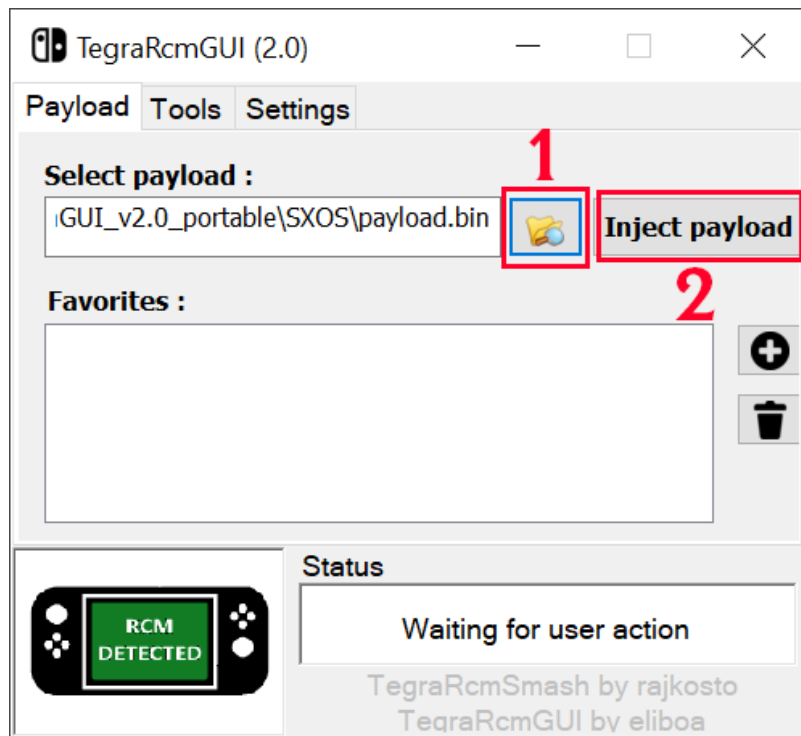 TegraRcmGUI (2.0)
Payload Tools Settings
1
Select payload :
GUI_v2.0_portable\SXOS\payload.bin
Inject payload
2
Favorites :
Status
RCM
DETECTED
Waiting for user action
TegraRcmSmash by rajkosto
TegraRcmGUI by eliboa